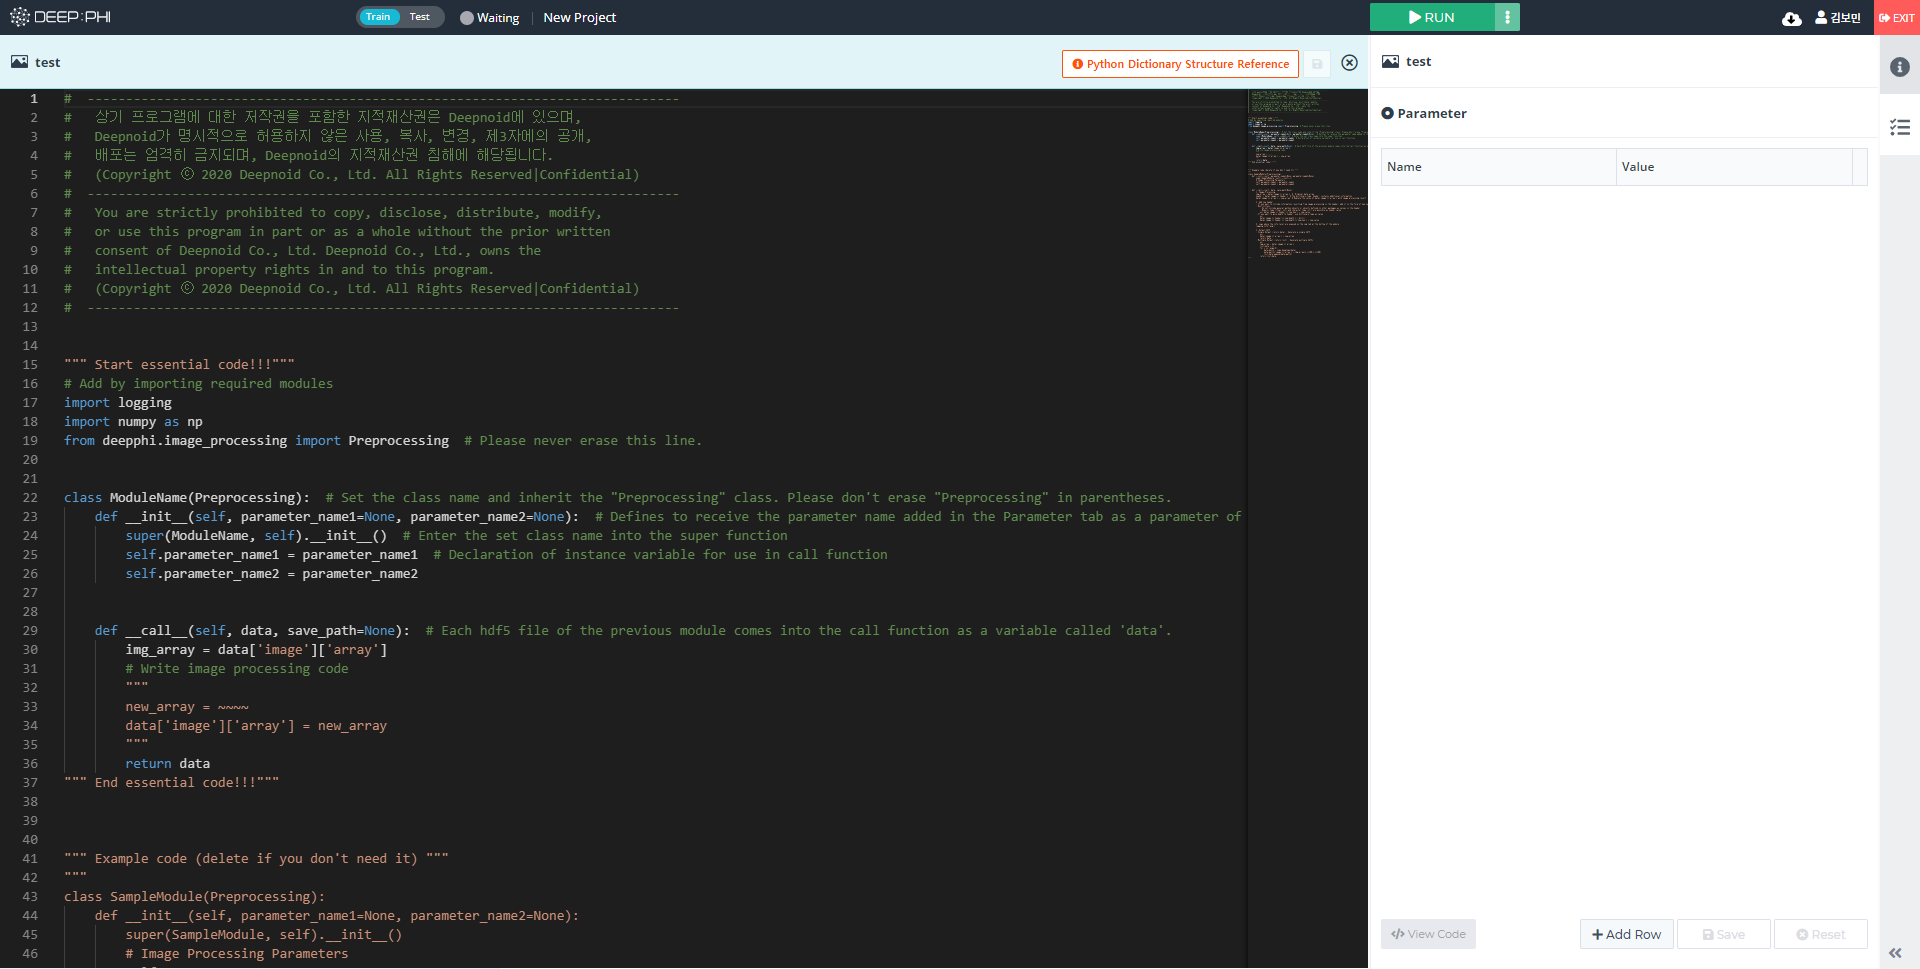 DEEP:PHI
Train Test Waiting New Project RUN 김보민 EXIT
test
Python Dictionary Structure Reference
1 # -----------------------------------------------------------------------------
2 # 상기 프로그램에 대한 저작권을 포함한 지적재산권은 Deepnoid에 있으며,
3 # Deepnoid가 명시적으로 허용하지 않은 사용, 복사, 변경, 제3자에의 공개,
4 # 배포는 엄격히 금지되며, Deepnoid의 지적재산권 침해에 해당됩니다.
5 # (Copyright ⓒ 2020 Deepnoid Co., Ltd. All Rights Reserved|Confidential)
6 # -----------------------------------------------------------------------------
7 # You are strictly prohibited to copy, disclose, distribute, modify,
8 # or use this program in part or as a whole without the prior written
9 # consent of Deepnoid Co., Ltd. Deepnoid Co., Ltd., owns the
10 # intellectual property rights in and to this program.
11 # (Copyright ⓒ 2020 Deepnoid Co., Ltd. All Rights Reserved|Confidential)
12 # -----------------------------------------------------------------------------
13
14
15 """ Start essential code!!!"""
16 # Add by importing required modules
17 import logging
18 import numpy as np
19 from deepphi.image_processing import Preprocessing  # Please never erase this line.
20
21
22 class ModuleName(Preprocessing):  # Set the class name and inherit the "Preprocessing" class. Please don't erase "Preprocessing" in parentheses.
23     def __init__(self, parameter_name1=None, parameter_name2=None):  # Defines to receive the parameter name added in the Parameter tab as a parameter of
24         super(ModuleName, self).__init__()  # Enter the set class name into the super function
25         self.parameter_name1 = parameter_name1  # Declaration of instance variable for use in call function
26         self.parameter_name2 = parameter_name2
27
28
29     def __call__(self, data, save_path=None):  # Each hdf5 file of the previous module comes into the call function as a variable called 'data'.
30         img_array = data['image']['array']
31         # Write image processing code
32         """
33         new_array = ~~~~
34         data['image']['array'] = new_array
35         """
36         return data
37 """ End essential code!!!"""
38
39
40
41 """ Example code (delete if you don't need it) """
42 """
43 class SampleModule(Preprocessing):
44     def __init__(self, parameter_name1=None, parameter_name2=None):
45         super(SampleModule, self).__init__()
46         # Image Processing Parameters
test
Parameter
Name Value
</> View Code + Add Row Save Reset